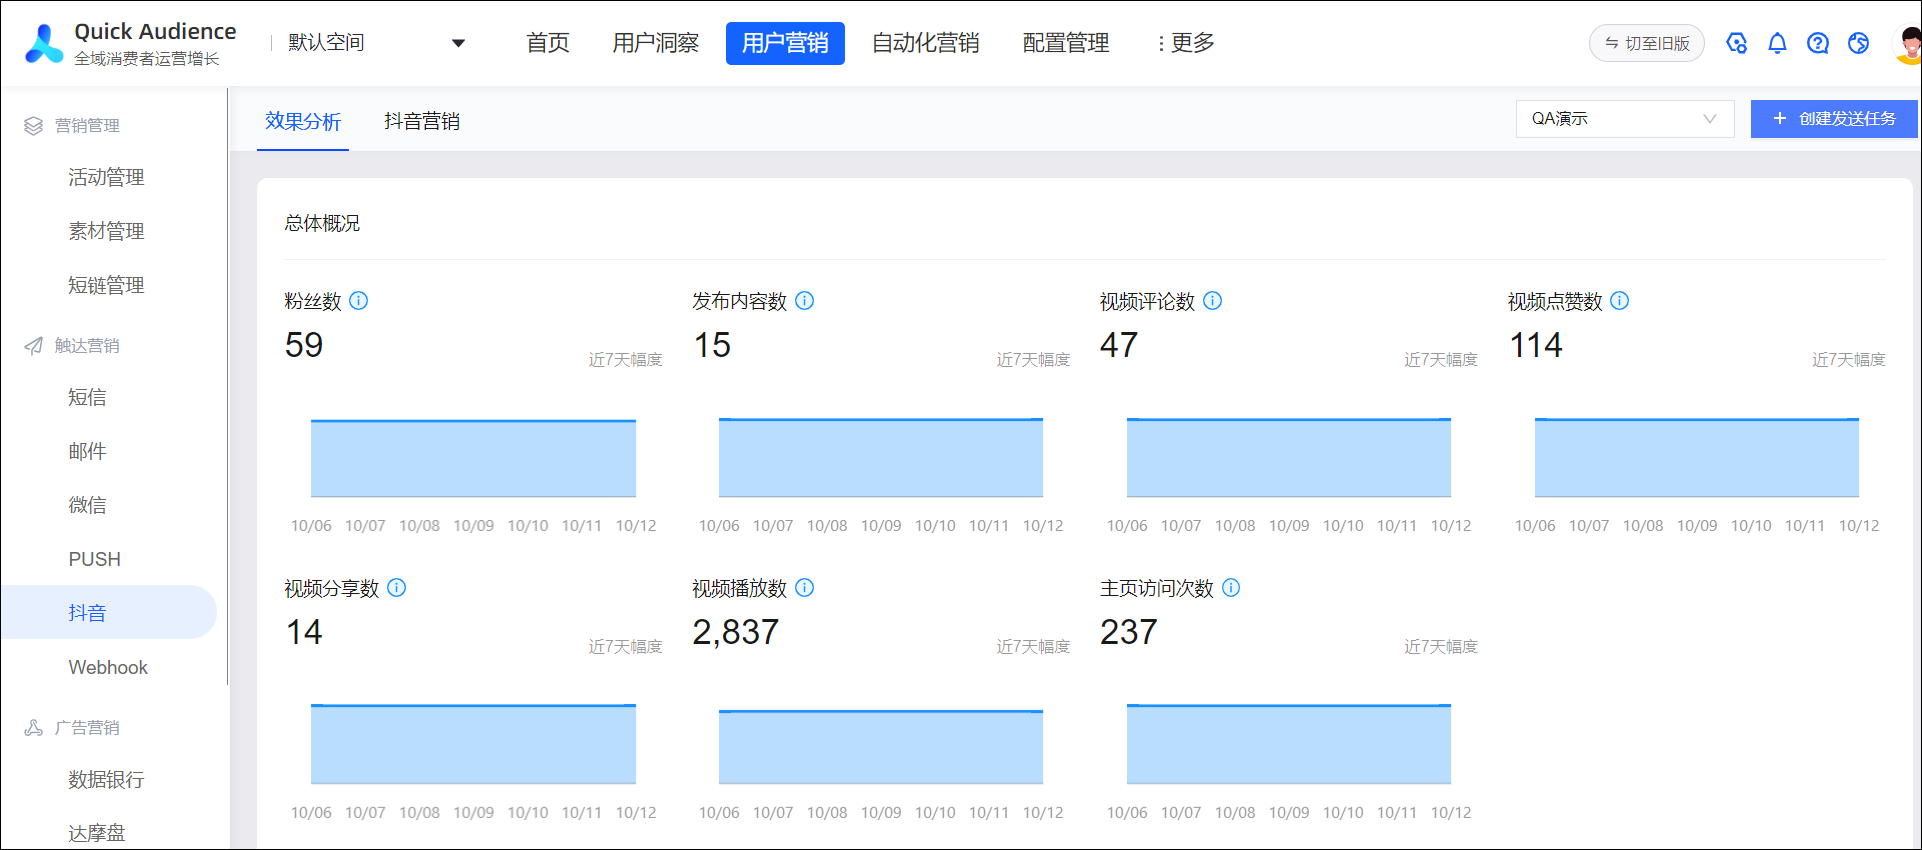 Quick Audience
全域消费者运营增长
默认空间
首页 用户洞察 用户营销 自动化营销 配置管理 更多
切至旧版
营销管理
活动管理
素材管理
短链管理
触达营销
短信
邮件
微信
PUSH
抖音
Webhook
广告营销
数据银行
达摩盘
效果分析 抖音营销
QA演示
+ 创建发送任务
总体概况
粉丝数
59
近7天幅度
10/06 10/07 10/08 10/09 10/10 10/11 10/12
发布内容数
15
近7天幅度
10/06 10/07 10/08 10/09 10/10 10/11 10/12
视频评论数
47
近7天幅度
10/06 10/07 10/08 10/09 10/10 10/11 10/12
视频点赞数
114
近7天幅度
10/06 10/07 10/08 10/09 10/10 10/11 10/12
视频分享数
14
近7天幅度
10/06 10/07 10/08 10/09 10/10 10/11 10/12
视频播放数
2,837
近7天幅度
10/06 10/07 10/08 10/09 10/10 10/11 10/12
主页访问次数
237
近7天幅度
10/06 10/07 10/08 10/09 10/10 10/11 10/12